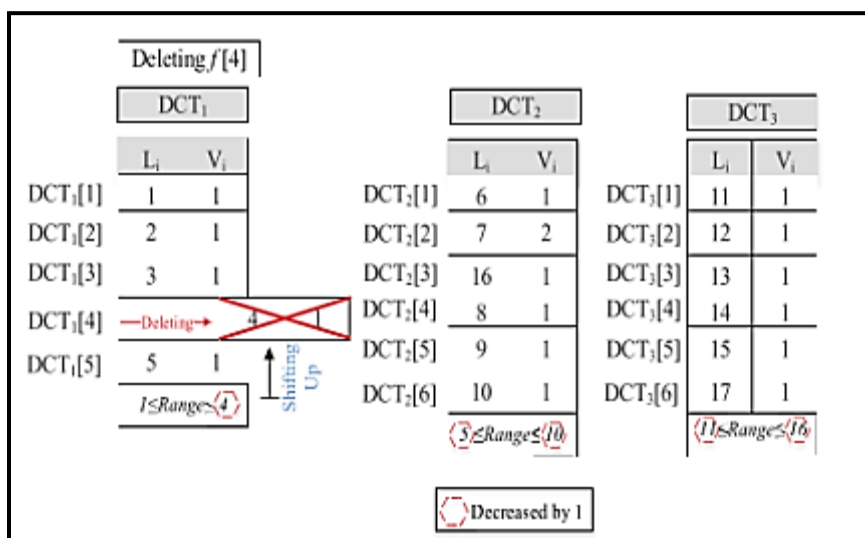 Deleting f[4]
DCT₁ DCT₂ DCT₃
Lᵢ Vᵢ Lᵢ Vᵢ Lᵢ Vᵢ
DCT₁[1] 1 1 DCT₂[1] 6 1 DCT₃[1] 11 1
DCT₁[2] 2 1 DCT₂[2] 7 2 DCT₃[2] 12 1
DCT₁[3] 3 1 DCT₂[3] 16 1 DCT₃[3] 13 1
DCT₁[4] Deleting 4 1 DCT₂[4] 8 1 DCT₃[4] 14 1
DCT₁[5] 5 1 DCT₂[5] 9 1 DCT₃[5] 15 1
Shifting Up
1≤Range≤4 DCT₂[6] 10 1 DCT₃[6] 17 1
5≤Range≤10 11≤Range≤16
Decreased by 1